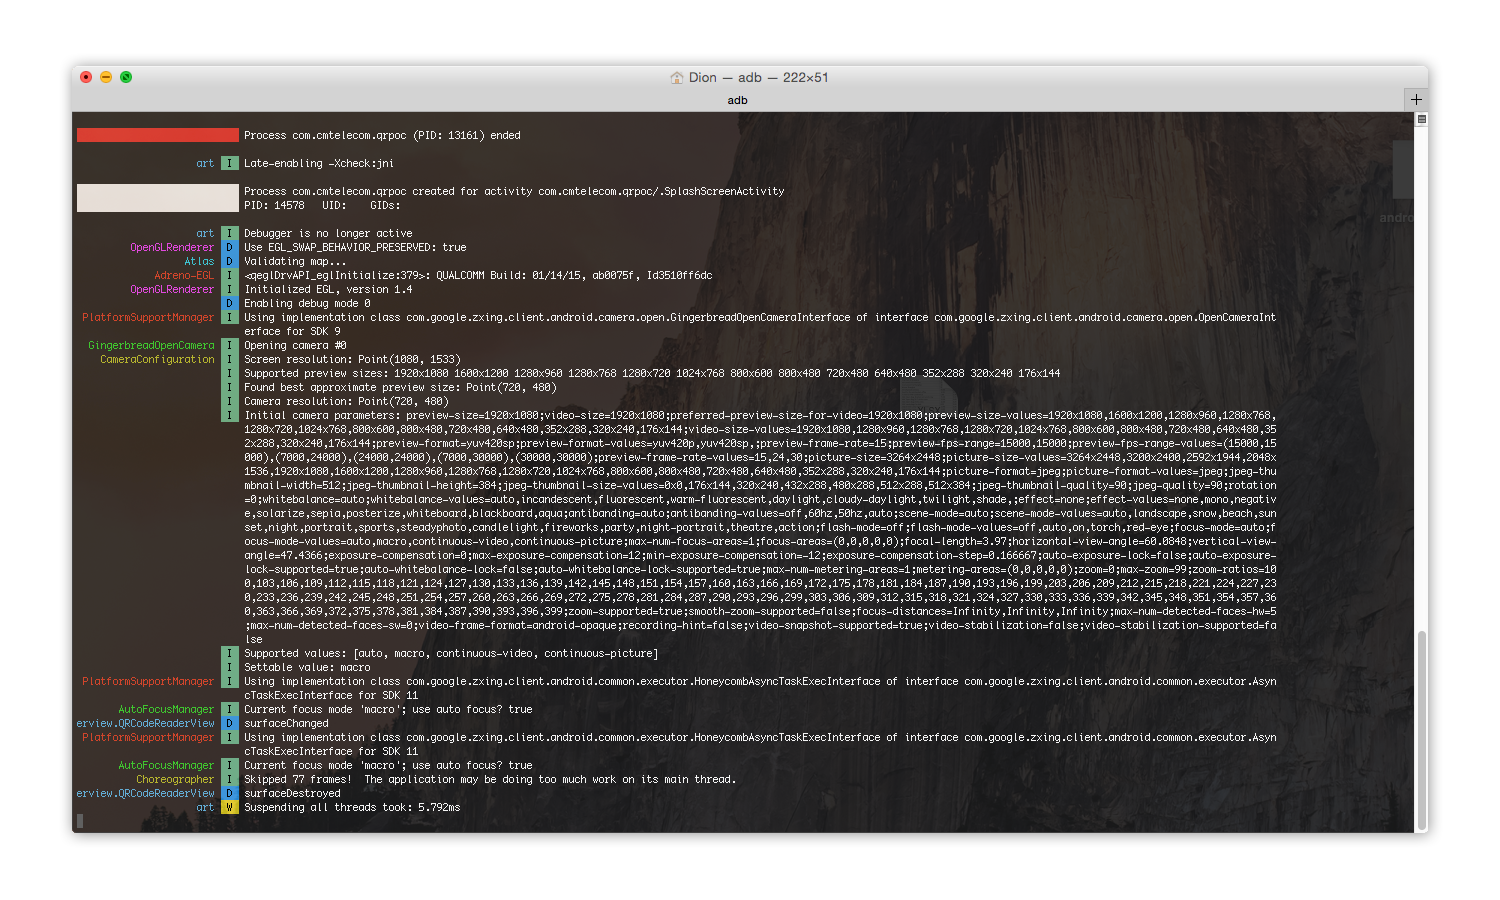 Dion — adb — 222×51
adb
Process com.cmtelecom.qrpoc (PID: 13161) ended
art I Late-enabling -Xcheck:jni
Process com.cmtelecom.qrpoc created for activity com.cmtelecom.qrpoc/.SplashScreenActivity
PID: 14578 UID: GIDs:
art I Debugger is no longer active
OpenGLRenderer D Use EGL_SWAP_BEHAVIOR_PRESERVED: true
Atlas D Validating map...
Adreno-EGL I <qeglDrvAPI_eglInitialize:379>: QUALCOMM Build: 01/14/15, ab0075f, Id3510ff6dc
OpenGLRenderer I Initialized EGL, version 1.4
D Enabling debug mode 0
PlatformSupportManager I Using implementation class com.google.zxing.client.android.camera.open.GingerbreadOpenCameraInterface of interface com.google.zxing.client.android.camera.open.OpenCameraInt
erface for SDK 9
GingerbreadOpenCamera I Opening camera #0
CameraConfiguration I Screen resolution: Point(1080, 1533)
I Supported preview sizes: 1920x1080 1600x1200 1280x960 1280x768 1280x720 1024x768 800x600 800x480 720x480 640x480 352x288 320x240 176x144
I Found best approximate preview size: Point(720, 480)
I Camera resolution: Point(720, 480)
I Initial camera parameters: preview-size=1920x1080;video-size=1920x1080;preferred-preview-size-for-video=1920x1080;preview-size-values=1920x1080,1600x1200,1280x960,1280x768,
1280x720,1024x768,800x600,800x480,720x480,640x480,352x288,320x240,176x144;video-size-values=1920x1080,1280x960,1280x768,1280x720,1024x768,800x600,800x480,720x480,640x480,35
2x288,320x240,176x144;preview-format=yuv420sp;preview-format-values=yuv420p,yuv420sp,;preview-frame-rate=15;preview-fps-range=15000,15000;preview-fps-range-values=(15000,15
000),(7000,24000),(24000,24000),(7000,30000),(30000,30000);preview-frame-rate-values=15,24,30;picture-size=3264x2448;picture-size-values=3264x2448,3200x2400,2592x1944,2048x
1536,1920x1080,1600x1200,1280x960,1280x768,1280x720,1024x768,800x600,800x480,720x480,640x480,352x288,320x240,176x144;picture-format=jpeg;picture-format-values=jpeg;jpeg-thu
mbnail-width=512;jpeg-thumbnail-height=384;jpeg-thumbnail-size-values=0x0,176x144,320x240,432x288,480x288,512x288,512x384;jpeg-thumbnail-quality=90;jpeg-quality=90;rotation
=0;whitebalance=auto;whitebalance-values=auto,incandescent,fluorescent,warm-fluorescent,daylight,cloudy-daylight,twilight,shade,;effect=none;effect-values=none,mono,negativ
e,solarize,sepia,posterize,whiteboard,blackboard,aqua;antibanding=auto;antibanding-values=off,60hz,50hz,auto;scene-mode=auto;scene-mode-values=auto,landscape,snow,beach,sun
set,night,portrait,sports,steadyphoto,candlelight,fireworks,party,night-portrait,theatre,action;flash-mode=off;flash-mode-values=off,auto,on,torch,red-eye;focus-mode=auto;f
ocus-mode-values=auto,macro,continuous-video,continuous-picture;max-num-focus-areas=1;focus-areas=(0,0,0,0,0);focal-length=3.97;horizontal-view-angle=60.0848;vertical-view-
angle=47.4366;exposure-compensation=0;max-exposure-compensation=12;min-exposure-compensation=-12;exposure-compensation-step=0.166667;auto-exposure-lock=false;auto-exposure-
lock-supported=true;auto-whitebalance-lock=false;auto-whitebalance-lock-supported=true;max-num-metering-areas=1;metering-areas=(0,0,0,0,0);zoom=0;max-zoom=99;zoom-ratios=10
0,103,106,109,112,115,118,121,124,127,130,133,136,139,142,145,148,151,154,157,160,163,166,169,172,175,178,181,184,187,190,193,196,199,203,206,209,212,215,218,221,224,227,23
0,233,236,239,242,245,248,251,254,257,260,263,266,269,272,275,278,281,284,287,290,293,296,299,303,306,309,312,315,318,321,324,327,330,333,336,339,342,345,348,351,354,357,36
0,363,366,369,372,375,378,381,384,387,390,393,396,399;zoom-supported=true;smooth-zoom-supported=false;focus-distances=Infinity,Infinity,Infinity;max-num-detected-faces-hw=5
;max-num-detected-faces-sw=0;video-frame-format=android-opaque;recording-hint=false;video-snapshot-supported=true;video-stabilization=false;video-stabilization-supported=fa
lse
I Supported values: [auto, macro, continuous-video, continuous-picture]
I Settable value: macro
PlatformSupportManager I Using implementation class com.google.zxing.client.android.common.executor.HoneycombAsyncTaskExecInterface of interface com.google.zxing.client.android.common.executor.Asyn
cTaskExecInterface for SDK 11
AutoFocusManager I Current focus mode 'macro'; use auto focus? true
erview.QRCodeReaderView D surfaceChanged
PlatformSupportManager I Using implementation class com.google.zxing.client.android.common.executor.HoneycombAsyncTaskExecInterface of interface com.google.zxing.client.android.common.executor.Asyn
cTaskExecInterface for SDK 11
AutoFocusManager I Current focus mode 'macro'; use auto focus? true
Choreographer I Skipped 77 frames! The application may be doing too much work on its main thread.
erview.QRCodeReaderView D surfaceDestroyed
art W Suspending all threads took: 5.792ms
andro